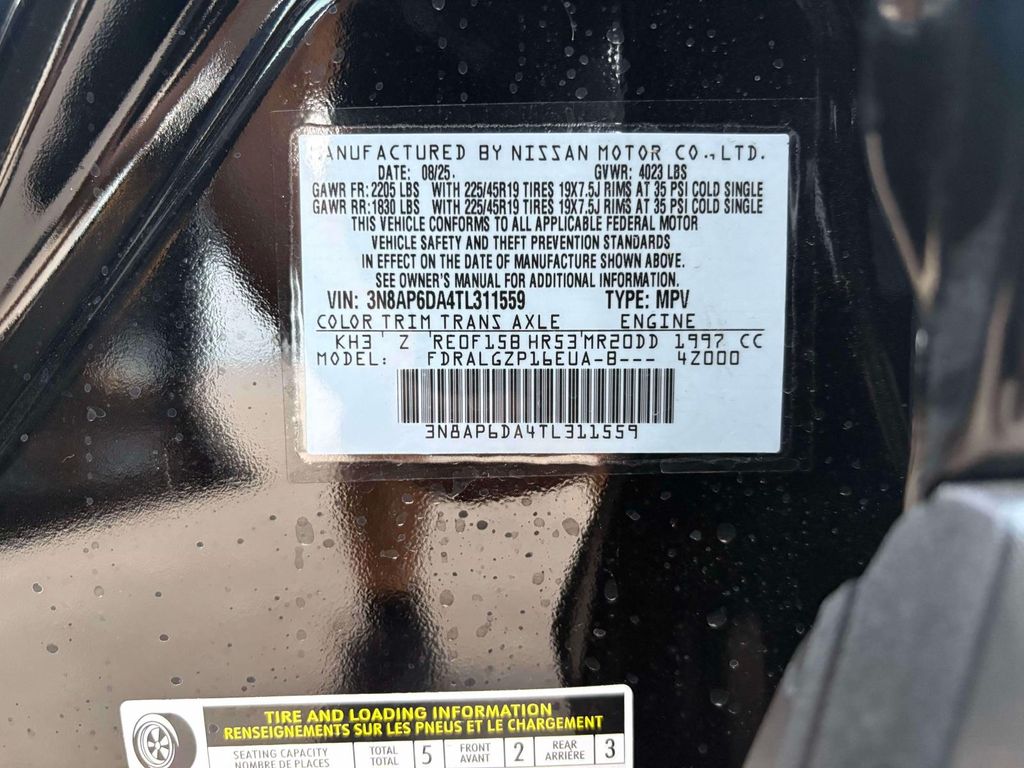 MANUFACTURED BY NISSAN MOTOR CO., LTD.
DATE: 08/25. GVWR: 4023 LBS
GAWR FR: 2205 LBS WITH 225/45R19 TIRES 19X7.5J RIMS AT 35 PSI COLD SINGLE
GAWR RR: 1830 LBS WITH 225/45R19 TIRES 19X7.5J RIMS AT 35 PSI COLD SINGLE
THIS VEHICLE CONFORMS TO ALL APPLICABLE FEDERAL MOTOR
VEHICLE SAFETY AND THEFT PREVENTION STANDARDS
IN EFFECT ON THE DATE OF MANUFACTURE SHOWN ABOVE.
SEE OWNER'S MANUAL FOR ADDITIONAL INFORMATION.
VIN: 3N8AP6DA4TL311559 TYPE: MPV
COLOR TRIM TRANS AXLE ENGINE
KH3 ' Z ' RE0F15B HR53'MR20DD 1997 CC
MODEL: FDRALGZP16EUA-B--- 4Z000
3N8AP6DA4TL311559
TIRE AND LOADING INFORMATION
RENSEIGNEMENTS SUR LES PNEUS ET LE CHARGEMENT
SEATING CAPACITY TOTAL 5 FRONT 2 REAR 3
NOMBRE DE PLACES TOTAL AVANT ARRIÈRE